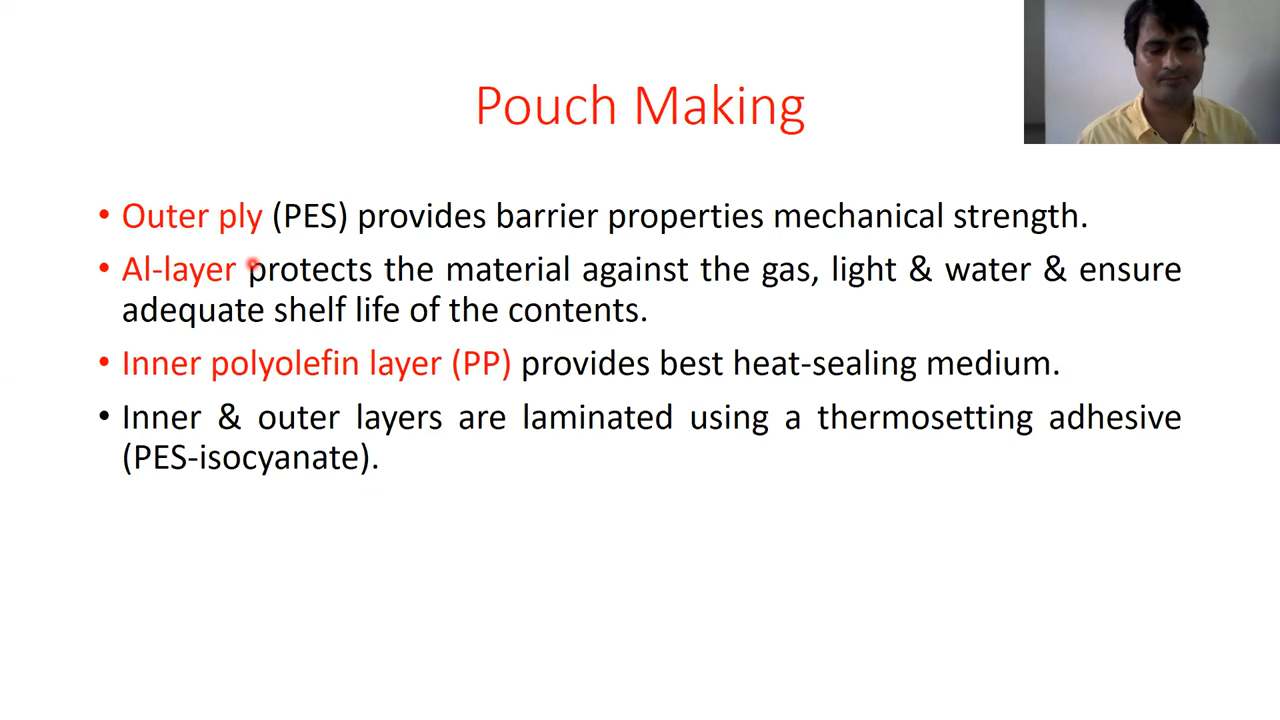 Pouch Making
• Outer ply (PES) provides barrier properties mechanical strength.
• Al-layer protects the material against the gas, light & water & ensure
adequate shelf life of the contents.
• Inner polyolefin layer (PP) provides best heat-sealing medium.
• Inner & outer layers are laminated using a thermosetting adhesive
(PES-isocyanate).